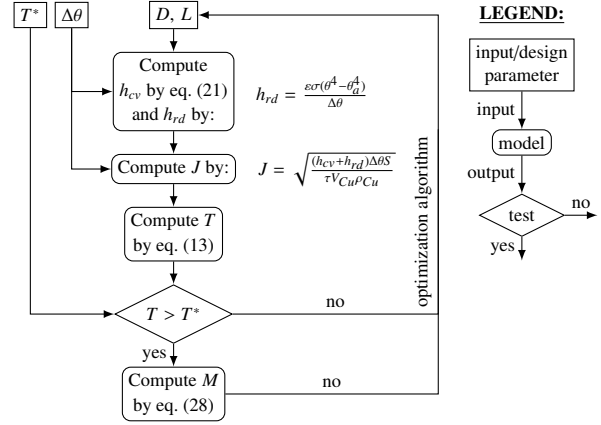 T* Δθ D, L
Compute
h_cv by eq. (21)
and h_rd by:
h_rd = εσ(θ⁴−θ_a⁴)/Δθ
Compute J by:
J = √((h_cv+h_rd)ΔθS/(τV_Cuρ_Cu))
Compute T
by eq. (13)
T > T*
no
yes
Compute M
by eq. (28)
no
optimization algorithm
LEGEND:
input/design
parameter
input
model
output
test
no
yes